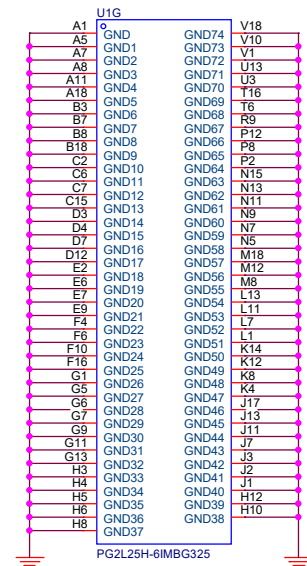 U1G
A1 GND GND74 V18
A5 GND1 GND73 V10
A7 GND2 GND72 V1
A8 GND3 GND71 U13
A11 GND4 GND70 U3
A18 GND5 GND69 T16
B3 GND6 GND68 T6
B7 GND7 GND67 R9
B8 GND8 GND66 P12
B18 GND9 GND65 P8
C2 GND10 GND64 P2
C6 GND11 GND63 N15
C7 GND12 GND62 N13
C15 GND13 GND61 N11
D3 GND14 GND60 N9
D4 GND15 GND59 N7
D7 GND16 GND58 N5
D12 GND17 GND57 M18
E2 GND18 GND56 M12
E6 GND19 GND55 M8
E7 GND20 GND54 L13
E9 GND21 GND53 L11
F4 GND22 GND52 L7
F6 GND23 GND51 L1
F10 GND24 GND50 K14
F16 GND25 GND49 K12
G1 GND26 GND48 K8
G5 GND27 GND47 K4
G6 GND28 GND46 J17
G7 GND29 GND45 J13
G9 GND30 GND44 J11
G11 GND31 GND43 J7
G13 GND32 GND42 J3
H3 GND33 GND41 J2
H4 GND34 GND40 J1
H5 GND35 GND39 H12
H6 GND36 GND38 H10
H8 GND37
PG2L25H-6IMBG325